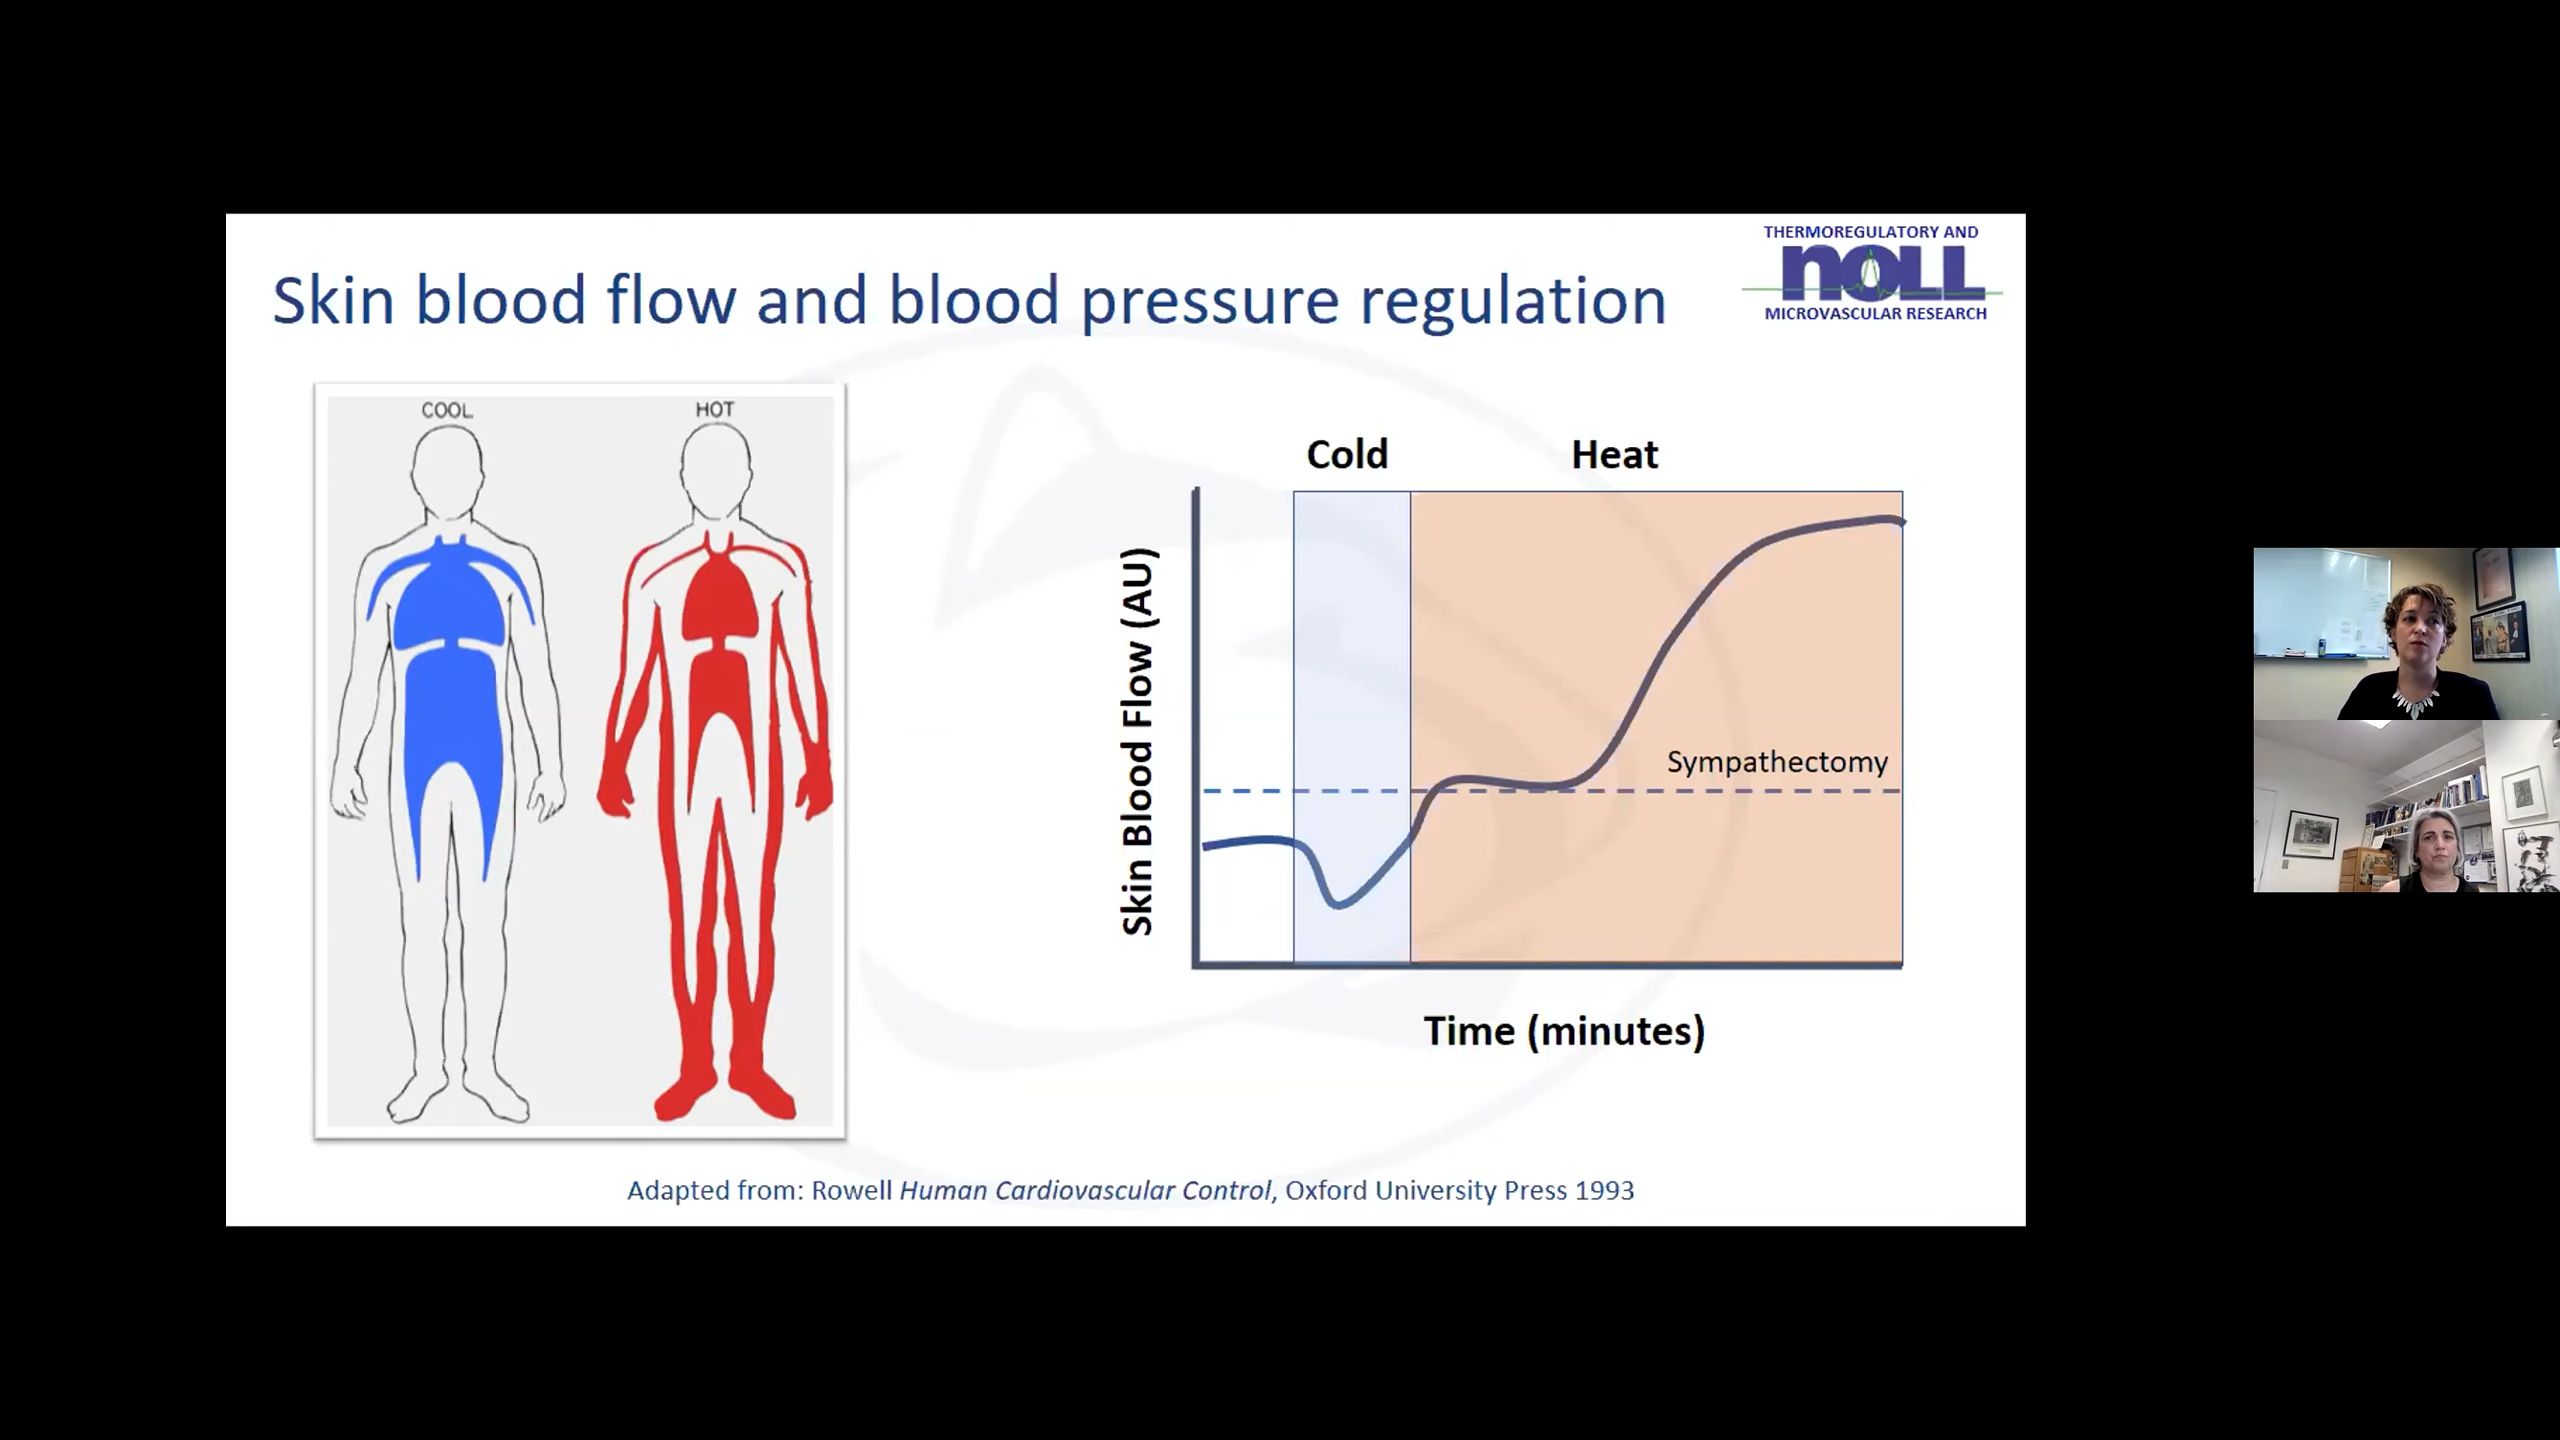 THERMOREGULATORY AND
nOLL
MICROVASCULAR RESEARCH
Skin blood flow and blood pressure regulation
COOL
HOT
Cold
Heat
Skin Blood Flow (AU)
Sympathectomy
Time (minutes)
Adapted from: Rowell Human Cardiovascular Control, Oxford University Press 1993